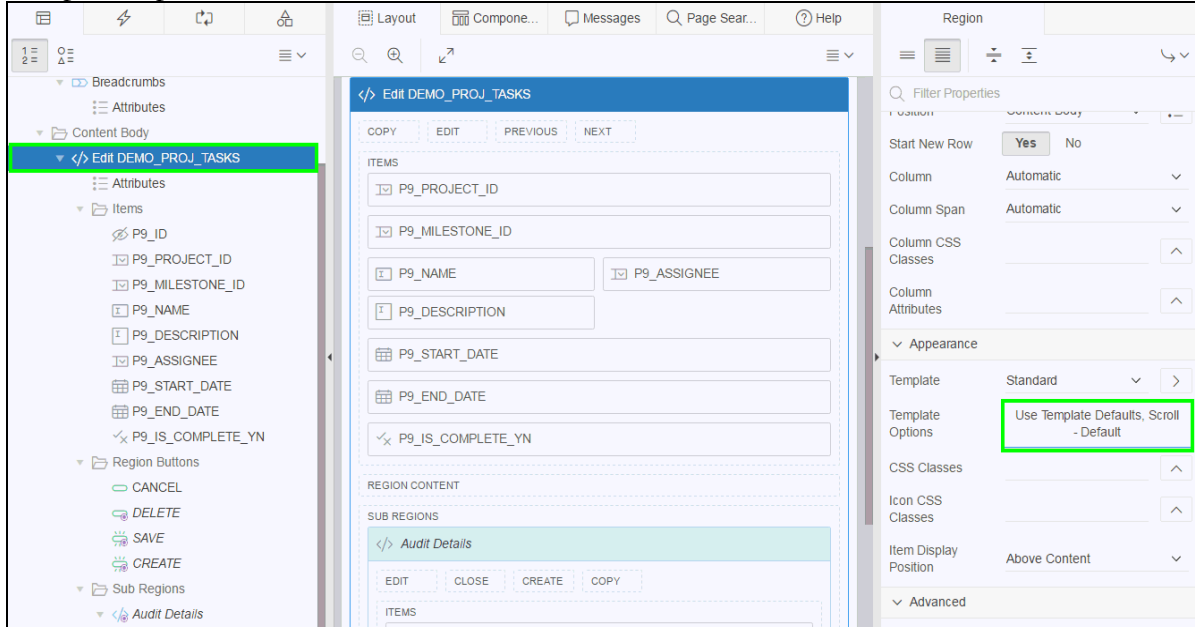 Layout
Compone...
Messages
Page Sear...
Help
Region
Filter Properties
Breadcrumbs
Attributes
Content Body
Edit DEMO_PROJ_TASKS
Attributes
Items
P9_ID
P9_PROJECT_ID
P9_MILESTONE_ID
P9_NAME
P9_DESCRIPTION
P9_ASSIGNEE
P9_START_DATE
P9_END_DATE
P9_IS_COMPLETE_YN
Region Buttons
CANCEL
DELETE
SAVE
CREATE
Sub Regions
Audit Details
Edit DEMO_PROJ_TASKS
COPY EDIT PREVIOUS NEXT
ITEMS
P9_PROJECT_ID
P9_MILESTONE_ID
P9_NAME P9_ASSIGNEE
P9_DESCRIPTION
P9_START_DATE
P9_END_DATE
P9_IS_COMPLETE_YN
REGION CONTENT
SUB REGIONS
Audit Details
EDIT CLOSE CREATE COPY
ITEMS
Position Content Body
Start New Row Yes No
Column Automatic
Column Span Automatic
Column CSS
Classes
Column
Attributes
Appearance
Template Standard
Template
Options
Use Template Defaults, Scroll
- Default
CSS Classes
Icon CSS
Classes
Item Display
Position
Above Content
Advanced